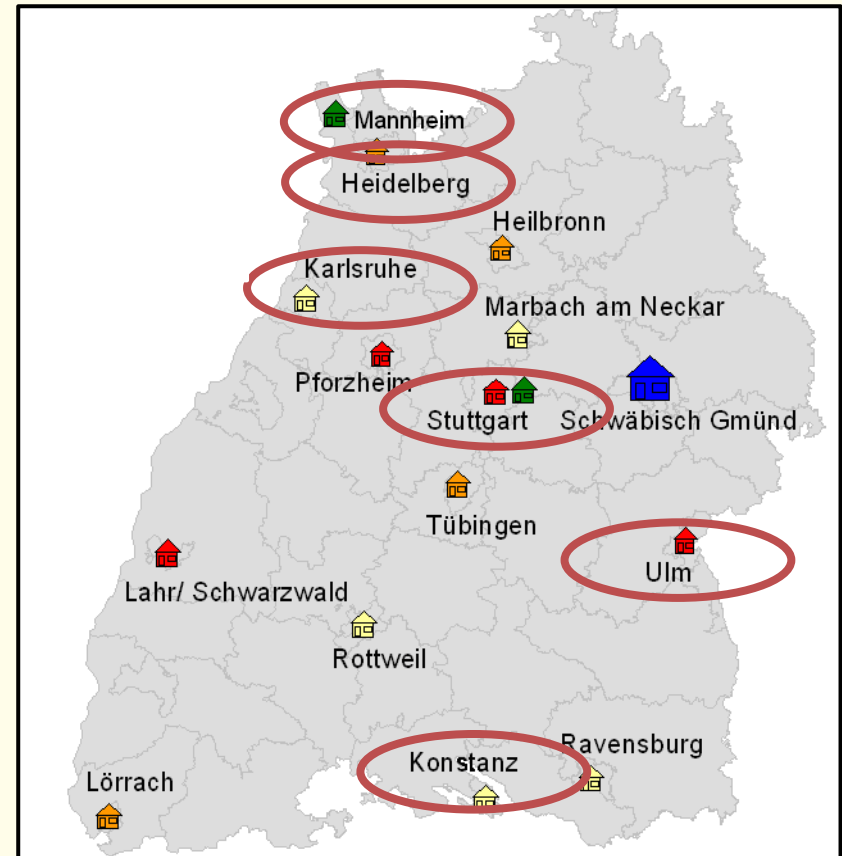 Mannheim
Heidelberg
Heilbronn
Karlsruhe
Marbach am Neckar
Pforzheim
Stuttgart
Schwäbisch Gmünd
Tübingen
Ulm
Lahr/ Schwarzwald
Rottweil
Ravensburg
Konstanz
Lörrach